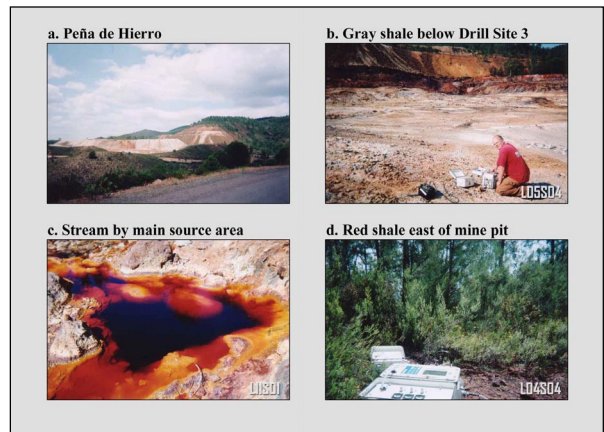 a. Peña de Hierro
b. Gray shale below Drill Site 3
L05S04
c. Stream by main source area
L1S01
d. Red shale east of mine pit
L04S04